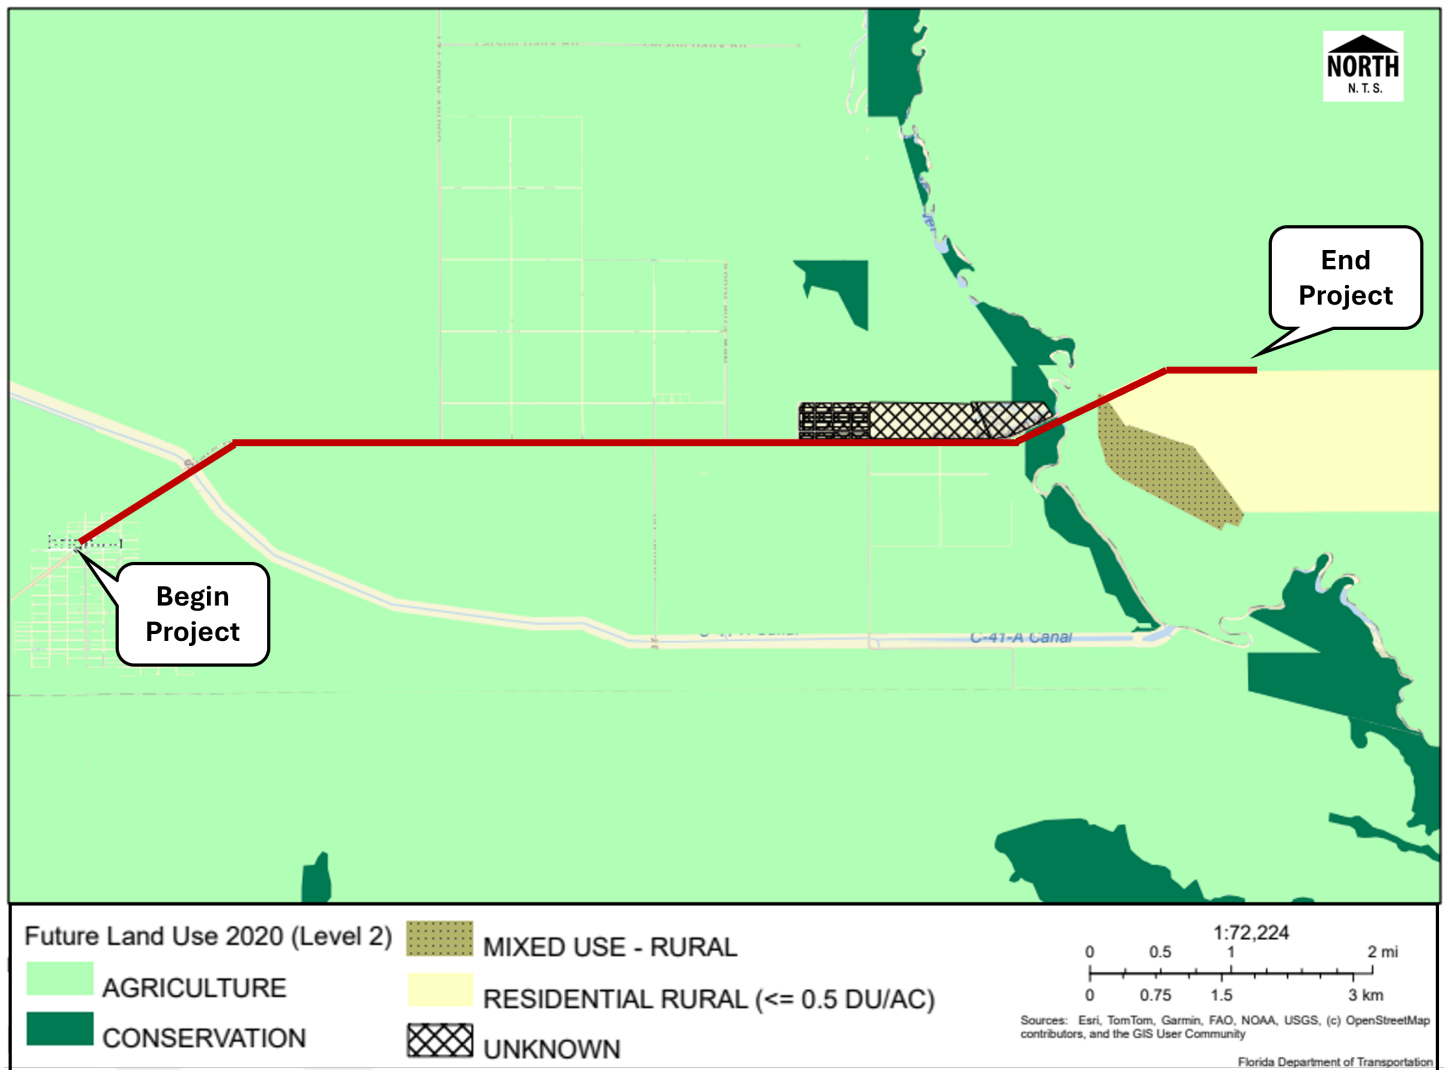 NORTH
N. T. S.
End
Project
Begin
Project
C-41-A Canal
Future Land Use 2020 (Level 2)
AGRICULTURE
CONSERVATION
MIXED USE - RURAL
RESIDENTIAL RURAL (<= 0.5 DU/AC)
UNKNOWN
1:72,224
0 0.5 1 2 mi
0 0.75 1.5 3 km
Sources: Esri, TomTom, Garmin, FAO, NOAA, USGS, (c) OpenStreetMap
contributors, and the GIS User Community
Florida Department of Transportation